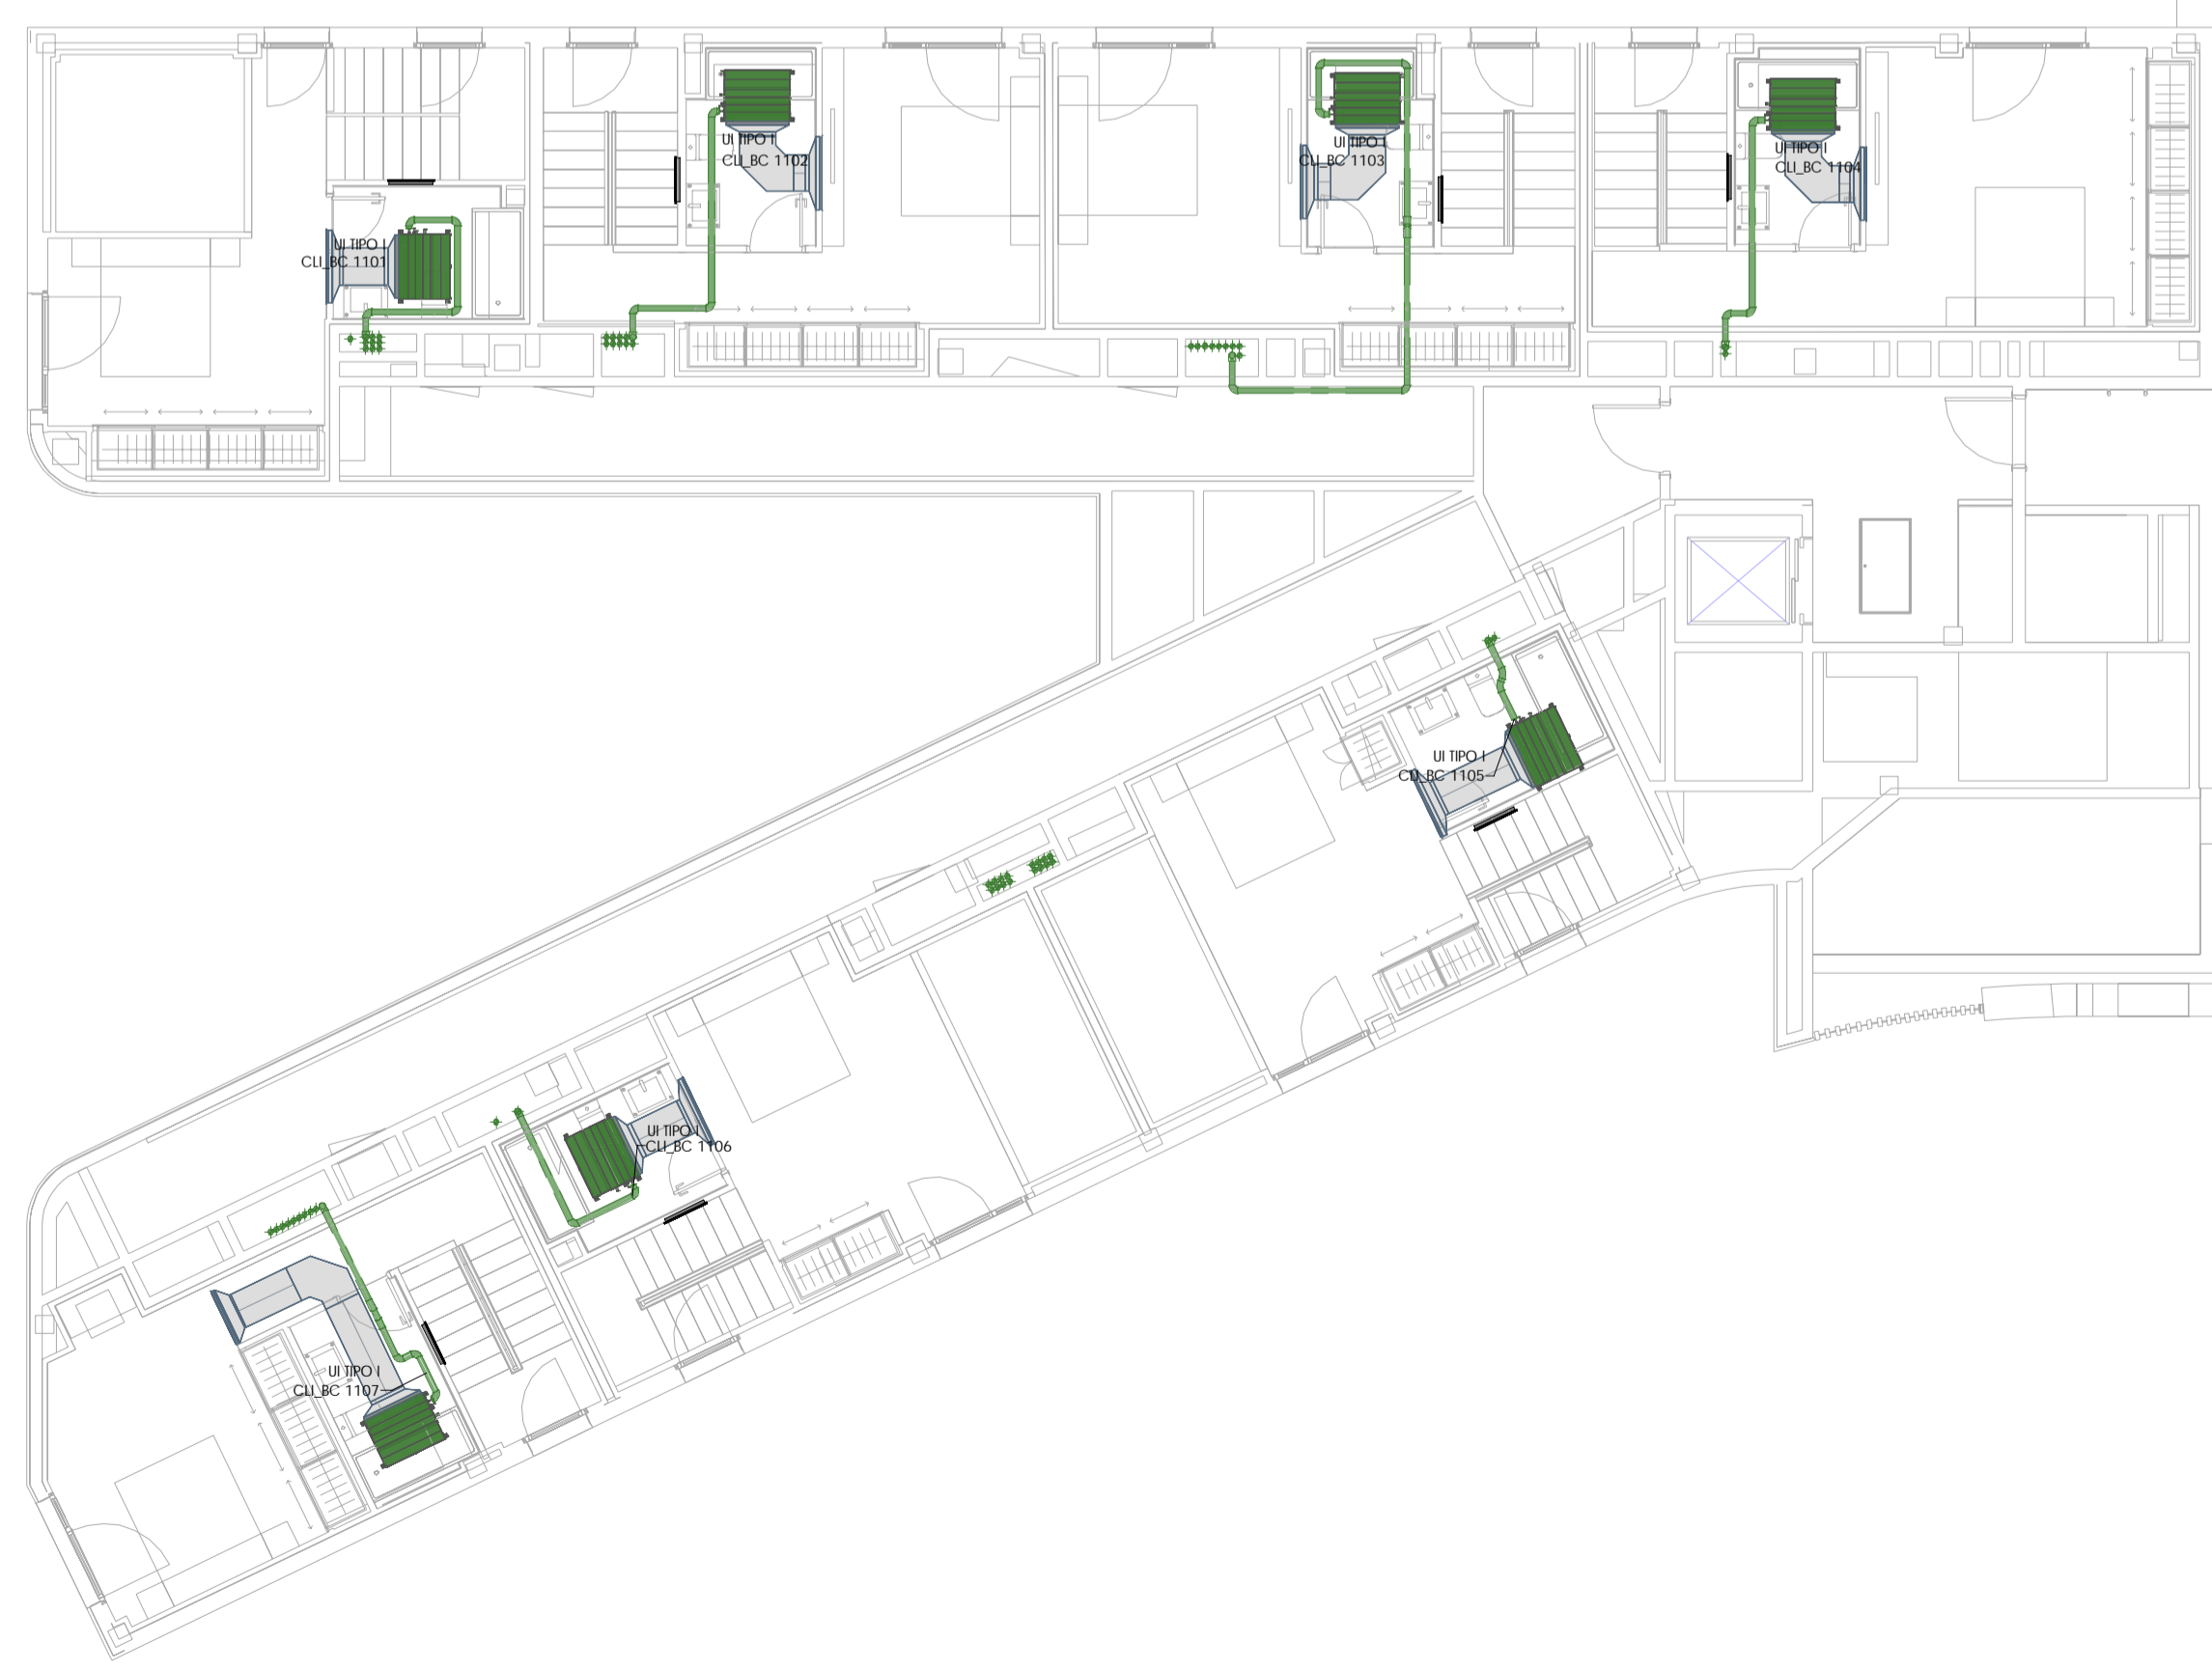 UI TIPO I
CLI_BC 1102
UI TIPO I
CLI_BC 1103
UI TIPO I
CLI_BC 1104
UI TIPO I
CLI_BC 1101
UI TIPO I
CLI_BC 1105
UI TIPO I
CLI_BC 1106
UI TIPO I
CLI_BC 1107